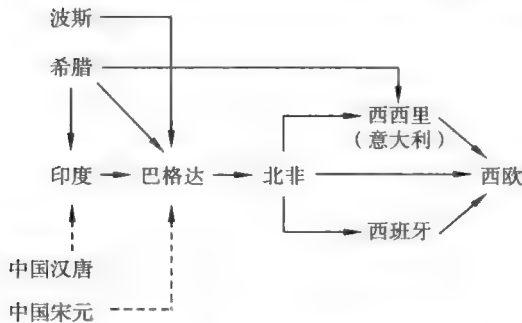 波斯
希腊
西西里
（意大利）
印度
巴格达
北非
西欧
西班牙
中国汉唐
中国宋元